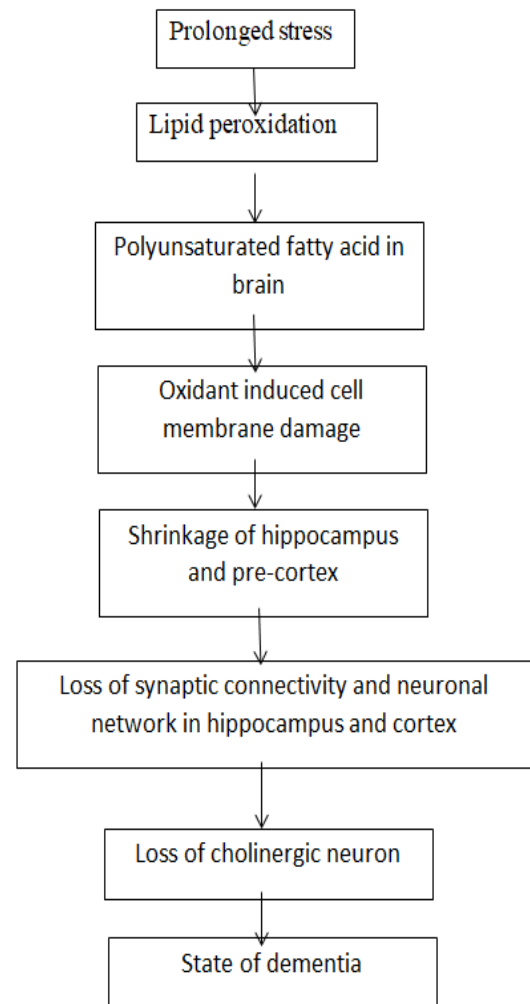 Prolonged stress
Lipid peroxidation
Polyunsaturated fatty acid in
brain
Oxidant induced cell
membrane damage
Shrinkage of hippocampus
and pre-cortex
Loss of synaptic connectivity and neuronal
network in hippocampus and cortex
Loss of cholinergic neuron
State of dementia